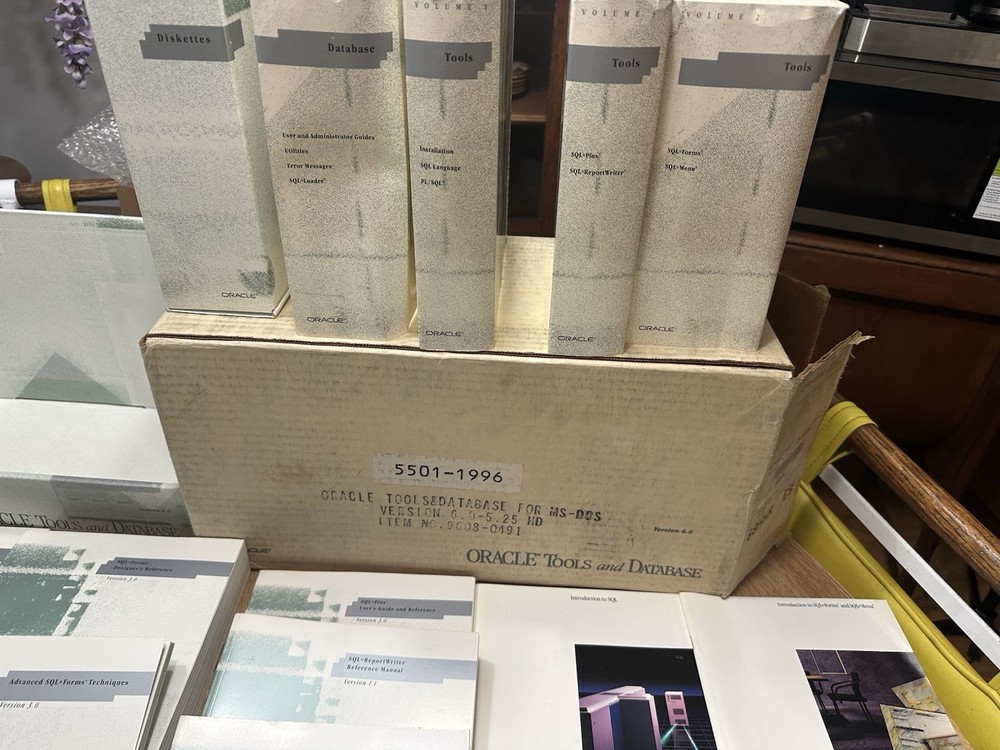 Diskettes
ORACLE
Database
User and Administrator Guides
Utilities
Error Messages
SQL*Loader®
ORACLE®
VOLUME 1
Tools
Installation
SQL Language
PL/SQL®
ORACLE®
VOLUME
Tools
SQL*Plus®
SQL*ReportWriter®
ORACLE®
VOLUME 2
Tools
SQL*Forms®
SQL*Menu®
ORACLE®
5501-1996
ORACLE TOOLS&DATABASE FOR MS-DOS
VERSION 6.0-5.25 HD
ITEM NO.9608-0491
Version 6.0
ORACLE® TOOLS and DATABASE
CLE® TOOLS and DATABASE
SQL*Forms®
Designer's Reference
Version 3.0
Advanced SQL*Forms® Techniques
Version 3.0
SQL*Plus®
User's Guide and Reference
Version 3.0
SQL*ReportWriter®
Reference Manual
Version 1.1
Introduction to SQL
Introduction to SQL*Forms® and SQL*Menu®